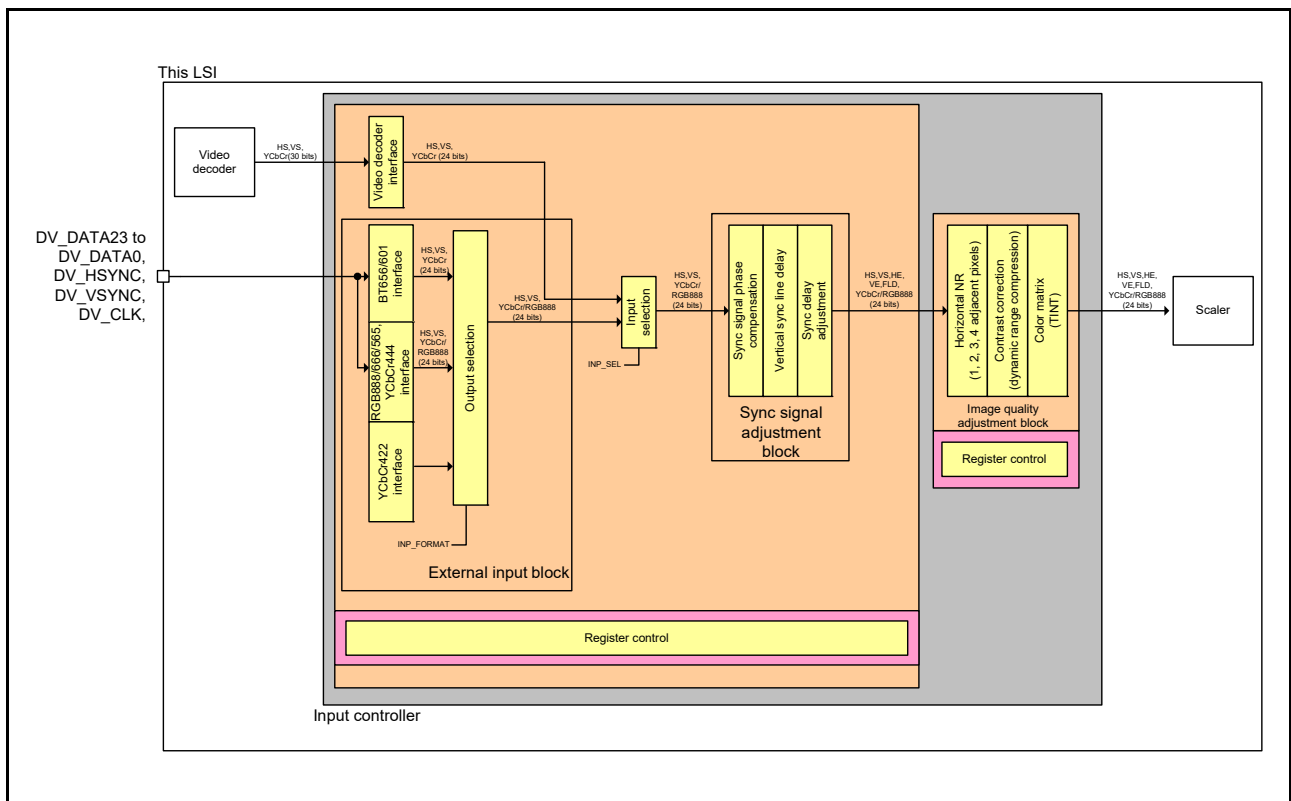 This LSI
Video
decoder
HS,VS,
YCbCr(30 bits)
Video decoder
interface
HS,VS,
YCbCr (24 bits)
DV_DATA23 to
DV_DATA0,
DV_HSYNC,
DV_VSYNC,
DV_CLK,
BT656/601
interface
HS,VS,
YCbCr
(24 bits)
RGB888/666/565,
YCbCr444
interface
HS,VS,
YCbCr/
RGB888
(24 bits)
YCbCr422
interface
Output selection
INP_FORMAT
External input block
HS,VS,
YCbCr/RGB888
(24 bits)
Input
selection
INP_SEL
HS,VS,
YCbCr/
RGB888
(24 bits)
Sync signal phase
compensation
Vertical sync line delay
Sync delay
adjustment
Sync signal
adjustment
block
HS,VS,HE,
VE,FLD,
YCbCr/RGB888
(24 bits)
Horizontal NR
(1, 2, 3, 4 adjacent pixels)
Contrast correction
(dynamic range compression)
Color matrix
(TINT)
Image quality
adjustment block
Register control
HS,VS,HE,
VE,FLD,
YCbCr/RGB888
(24 bits)
Scaler
Register control
Input controller